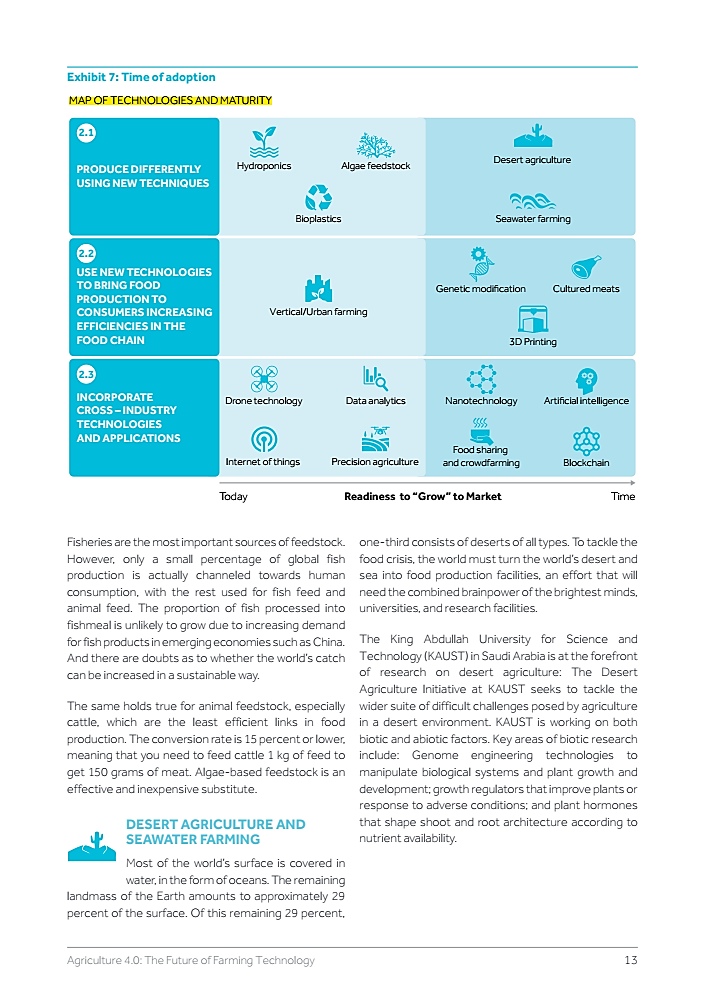 Exhibit 7: Time of adoption
MAP OF TECHNOLOGIES AND MATURITY
2.1
PRODUCE DIFFERENTLY
USING NEW TECHNIQUES
Hydroponics
Algae feedstock
Bioplastics
Desert agriculture
Seawater farming
2.2
USE NEW TECHNOLOGIES
TO BRING FOOD
PRODUCTION TO
CONSUMERS INCREASING
EFFICIENCIES IN THE
FOOD CHAIN
Vertical/Urban farming
Genetic modification
Cultured meats
3D Printing
2.3
INCORPORATE
CROSS – INDUSTRY
TECHNOLOGIES
AND APPLICATIONS
Drone technology
Data analytics
Nanotechnology
Artificial intelligence
Internet of things
Precision agriculture
Food sharing
and crowdfarming
Blockchain
Today
Readiness to “Grow” to Market
Time
Fisheries are the most important sources of feedstock.
However, only a small percentage of global fish
production is actually channeled towards human
consumption, with the rest used for fish feed and
animal feed. The proportion of fish processed into
fishmeal is unlikely to grow due to increasing demand
for fish products in emerging economies such as China.
And there are doubts as to whether the world’s catch
can be increased in a sustainable way.
The same holds true for animal feedstock, especially
cattle, which are the least efficient links in food
production. The conversion rate is 15 percent or lower,
meaning that you need to feed cattle 1 kg of feed to
get 150 grams of meat. Algae-based feedstock is an
effective and inexpensive substitute.
DESERT AGRICULTURE AND
SEAWATER FARMING
Most of the world’s surface is covered in
water, in the form of oceans. The remaining
landmass of the Earth amounts to approximately 29
percent of the surface. Of this remaining 29 percent,
one-third consists of deserts of all types. To tackle the
food crisis, the world must turn the world’s desert and
sea into food production facilities, an effort that will
need the combined brainpower of the brightest minds,
universities, and research facilities.
The King Abdullah University for Science and
Technology (KAUST) in Saudi Arabia is at the forefront
of research on desert agriculture: The Desert
Agriculture Initiative at KAUST seeks to tackle the
wider suite of difficult challenges posed by agriculture
in a desert environment. KAUST is working on both
biotic and abiotic factors. Key areas of biotic research
include: Genome engineering technologies to
manipulate biological systems and plant growth and
development; growth regulators that improve plants or
response to adverse conditions; and plant hormones
that shape shoot and root architecture according to
nutrient availability.
Agriculture 4.0: The Future of Farming Technology
13